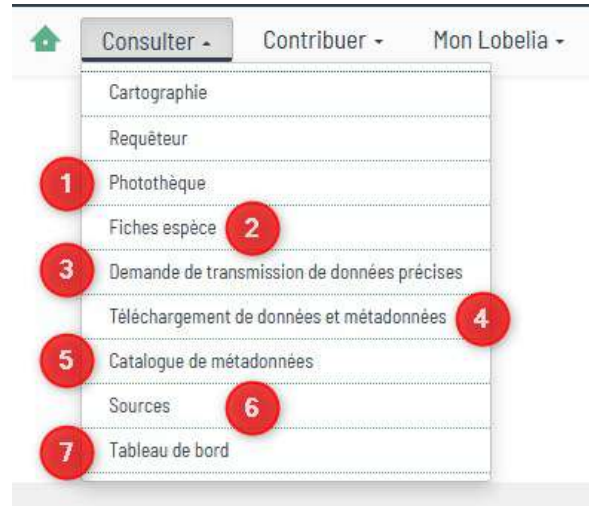 Consulter Contribuer Mon Lobelia
Cartographie
Requêteur
1 Photothèque
Fiches espèce 2
3 Demande de transmission de données précises
Téléchargement de données et métadonnées 4
5 Catalogue de métadonnées
Sources 6
7 Tableau de bord